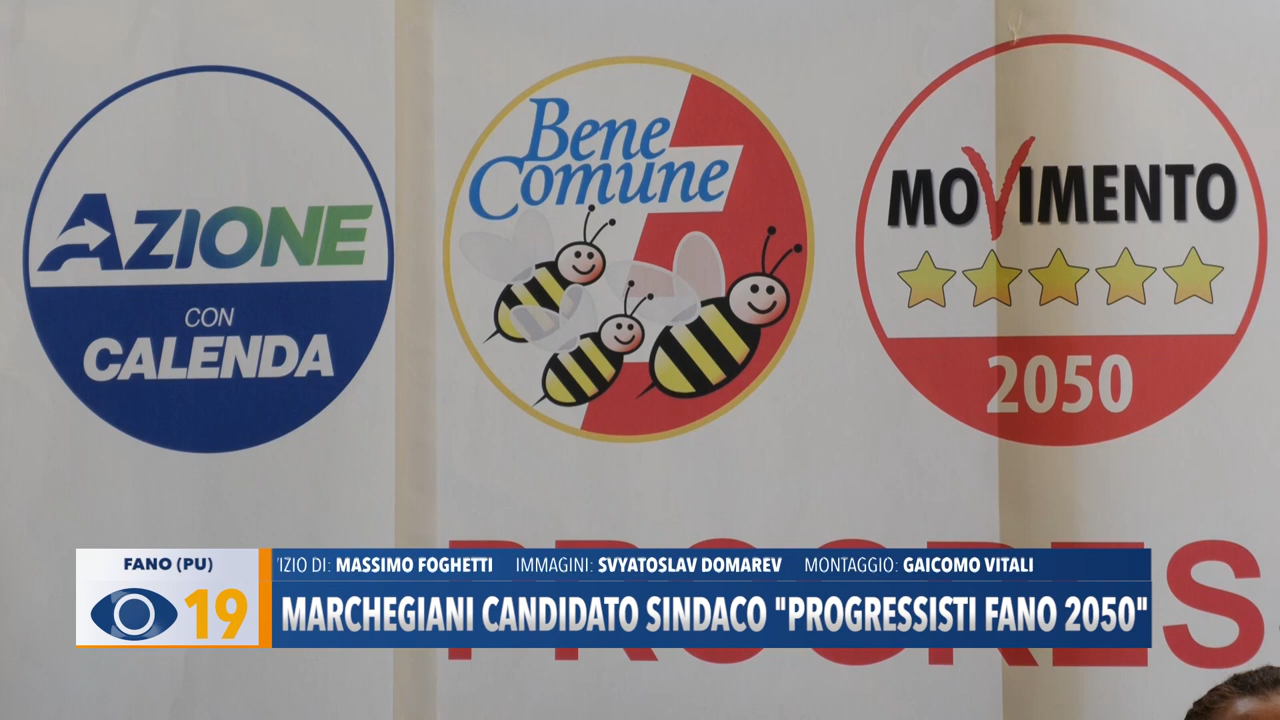 AZIONE
CON
CALENDA
Bene
Comune
MOVIMENTO
2050
PROGRES
FANO (PU)
19
'IZIO DI: MASSIMO FOGHETTI IMMAGINI: SVYATOSLAV DOMAREV MONTAGGIO: GAICOMO VITALI
MARCHEGIANI CANDIDATO SINDACO "PROGRESSISTI FANO 2050"